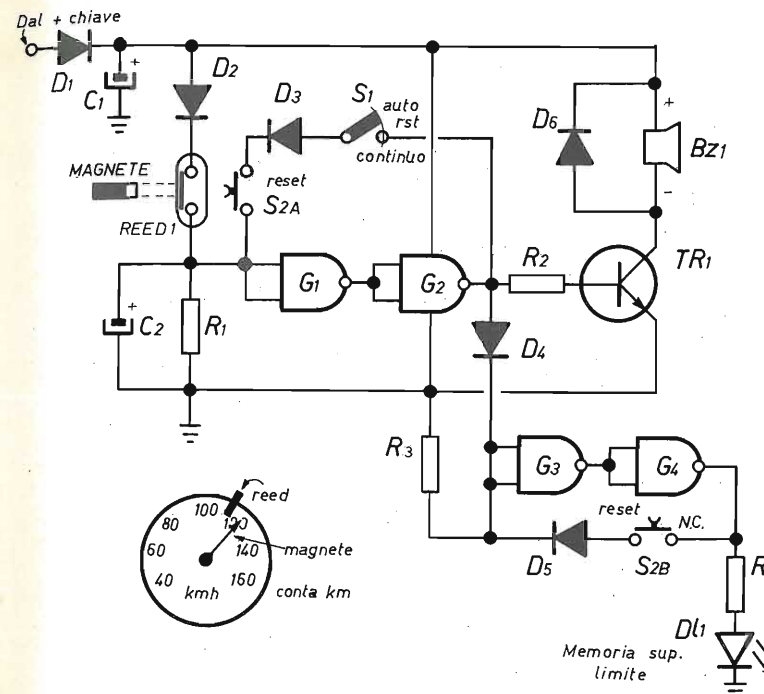 Dal + chiave
D1
C1
+
D2
D3
S1
auto
rst
continuo
D6
+
Bz1
-
MAGNETE
REED 1
reset
S2A
G1
G2
R2
TR1
+
C2
R1
D4
R3
G3
G4
reset
N.C.
D5
S2B
R
Dl1
Memoria sup.
limite
reed
100
80
120
60
140
magnete
40
160
kmh
conta km